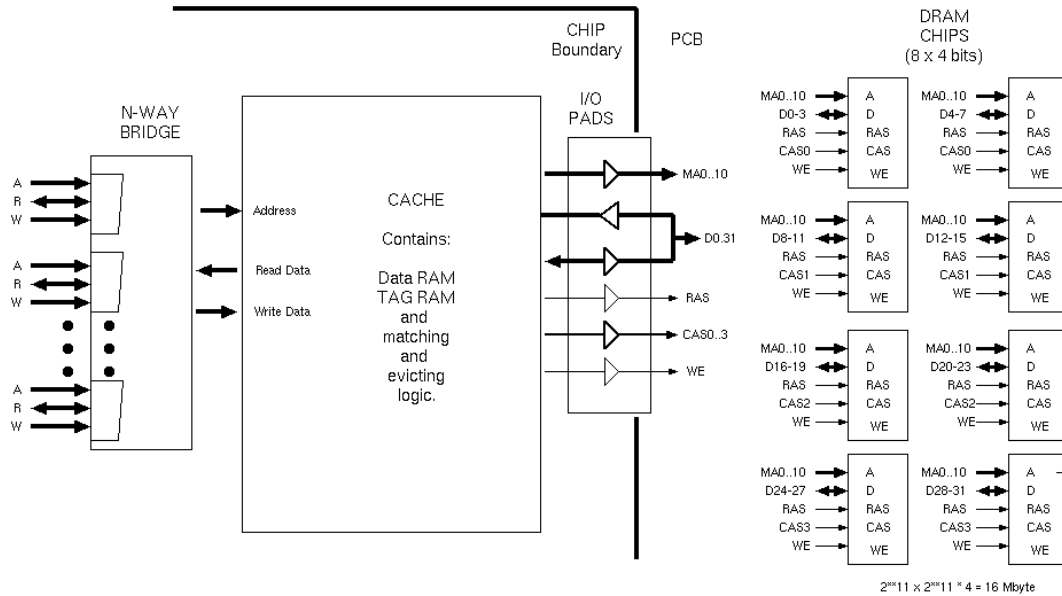 CHIP
Boundary
PCB
DRAM
CHIPS
(8 x 4 bits)
N-WAY
BRIDGE
I/O
PADS
A
R
W
A
R
W
A
R
W
Address
Read Data
Write Data
CACHE
Contains:
Data RAM
TAG RAM
and
matching
and
evicting
logic.
MA0..10
D0.31
RAS
CAS0..3
WE
MA0..10 A
D0-3 D
RAS RAS
CAS0 CAS
WE WE
MA0..10 A
D4-7 D
RAS RAS
CAS0 CAS
WE WE
MA0..10 A
D8-11 D
RAS RAS
CAS1 CAS
WE WE
MA0..10 A
D12-15 D
RAS RAS
CAS1 CAS
WE WE
MA0..10 A
D16-19 D
RAS RAS
CAS2 CAS
WE WE
MA0..10 A
D20-23 D
RAS RAS
CAS2 CAS
WE WE
MA0..10 A
D24-27 D
RAS RAS
CAS3 CAS
WE WE
MA0..10 A
D28-31 D
RAS RAS
CAS3 CAS
WE WE
2**11 x 2**11 * 4 = 16 Mbyte